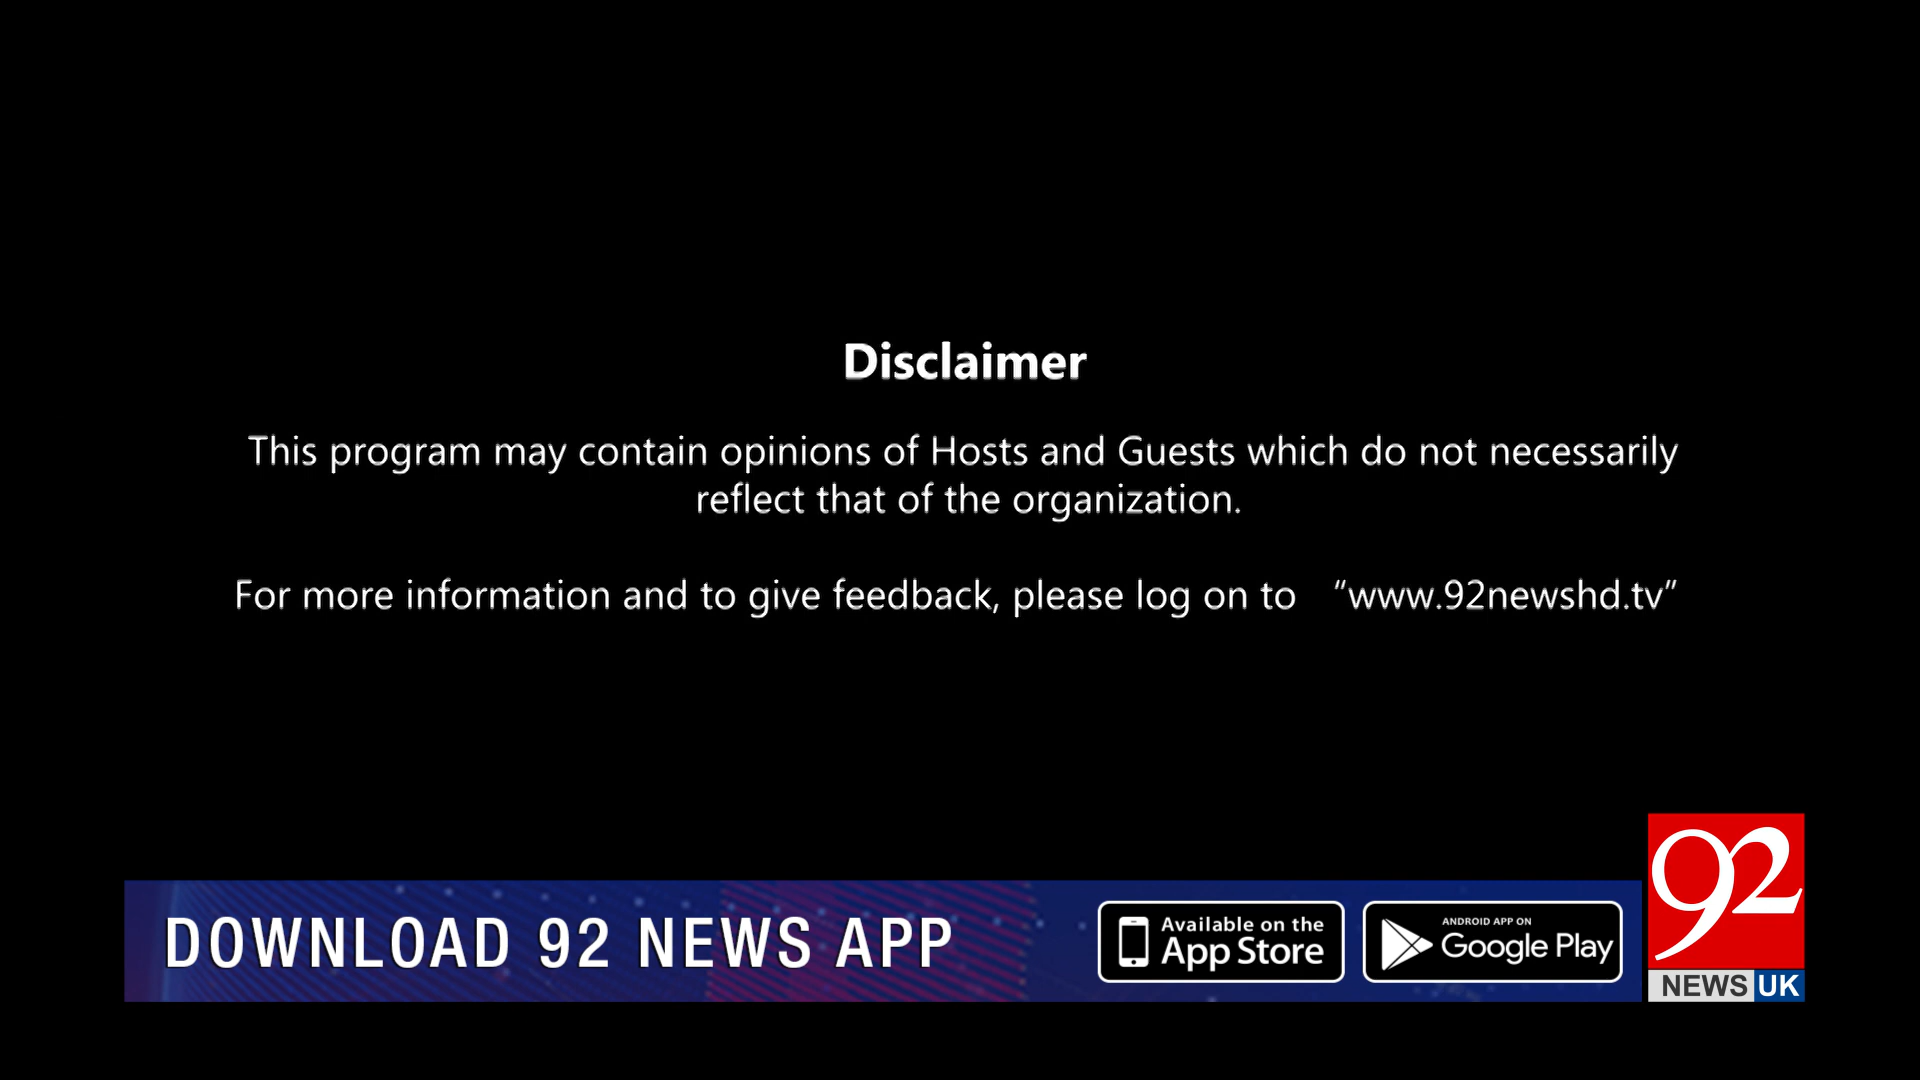 Disclaimer
This program may contain opinions of Hosts and Guests which do not necessarily
reflect that of the organization.
For more information and to give feedback, please log on to “www.92newshd.tv”
DOWNLOAD 92 NEWS APP
Available on the
App Store
ANDROID APP ON
Google Play
92
NEWS UK